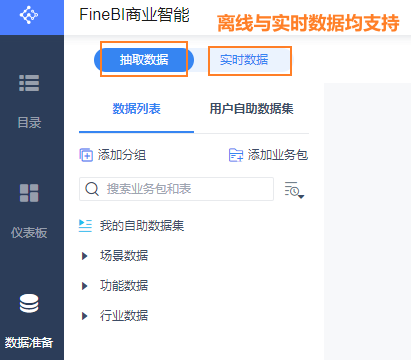 FineBI商业智能
离线与实时数据均支持
抽取数据
实时数据
目录
仪表板
数据准备
数据列表
用户自助数据集
添加分组
添加业务包
搜索业务包和表
我的自助数据集
场景数据
功能数据
行业数据